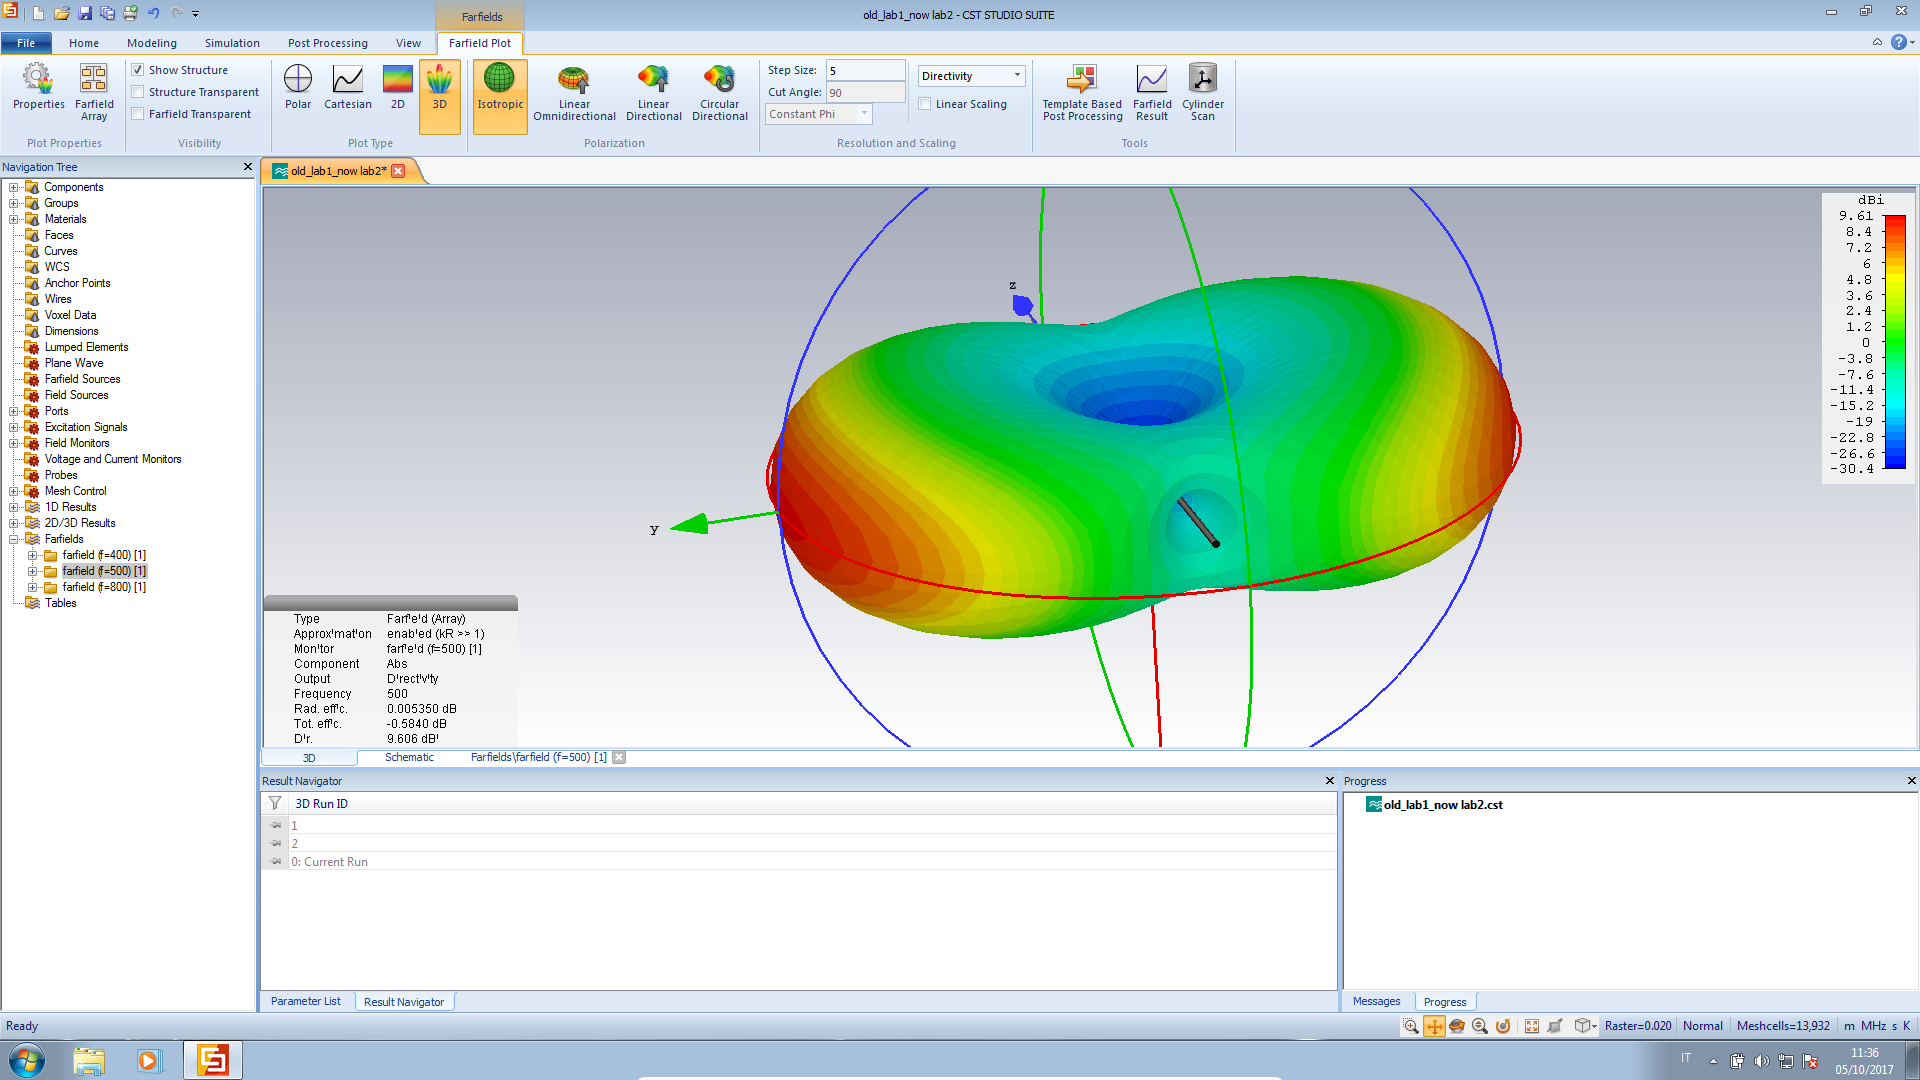 old_lab1_now lab2 - CST STUDIO SUITE
Farfields
File Home Modeling Simulation Post Processing View Farfield Plot
Properties
Farfield Array
Plot Properties
Show Structure
Structure Transparent
Farfield Transparent
Visibility
Polar Cartesian 2D 3D
Plot Type
Isotropic
Linear Omnidirectional
Linear Directional
Circular Directional
Polarization
Step Size: 5
Cut Angle: 90
Constant Phi
Directivity
Linear Scaling
Resolution and Scaling
Template Based Post Processing
Farfield Result
Cylinder Scan
Tools
Navigation Tree
Components
Groups
Materials
Faces
Curves
WCS
Anchor Points
Wires
Voxel Data
Dimensions
Lumped Elements
Plane Wave
Farfield Sources
Field Sources
Ports
Excitation Signals
Field Monitors
Voltage and Current Monitors
Probes
Mesh Control
1D Results
2D/3D Results
Farfields
farfield (f=400) [1]
farfield (f=500) [1]
farfield (f=800) [1]
Tables
old_lab1_now lab2*
z
y
dBi
9.61
8.4
7.2
6
4.8
3.6
2.4
1.2
0
-3.8
-7.6
-11.4
-15.2
-19
-22.8
-26.6
-30.4
Type Farfield (Array)
Approximation enabled (kR >> 1)
Monitor farfield (f=500) [1]
Component Abs
Output Directivity
Frequency 500
Rad. effic. 0.005350 dB
Tot. effic. -0.5840 dB
Dir. 9.606 dBi
3D Schematic Farfields\farfield (f=500) [1]
Result Navigator
3D Run ID
1
2
0: Current Run
Parameter List Result Navigator
Progress
old_lab1_now lab2.cst
Messages Progress
Ready
Raster=0.020 Normal Meshcells=13,932 m MHz s K
IT
11:36
05/10/2017